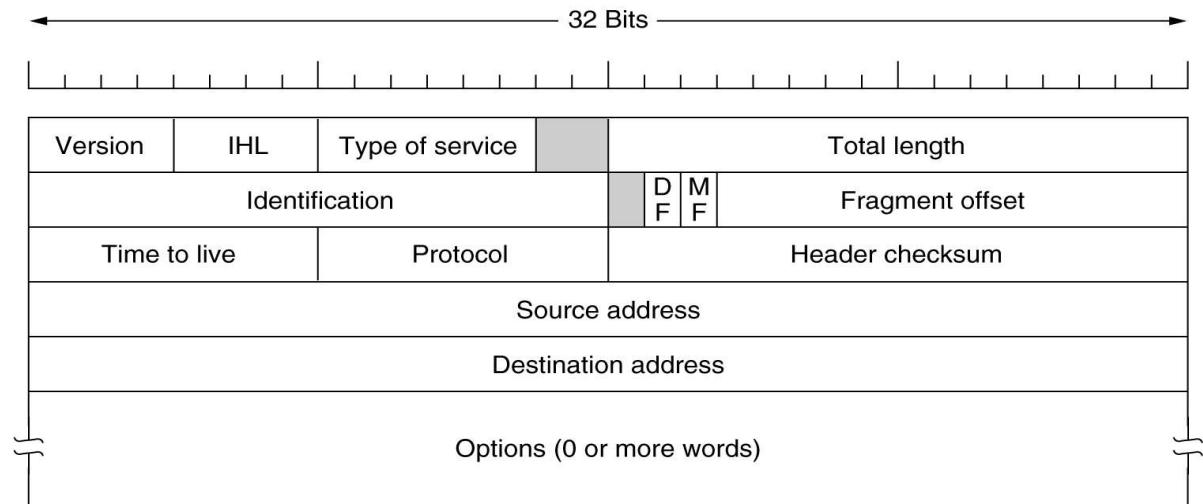 32 Bits
Version IHL Type of service Total length
Identification D F M F Fragment offset
Time to live Protocol Header checksum
Source address
Destination address
Options (0 or more words)